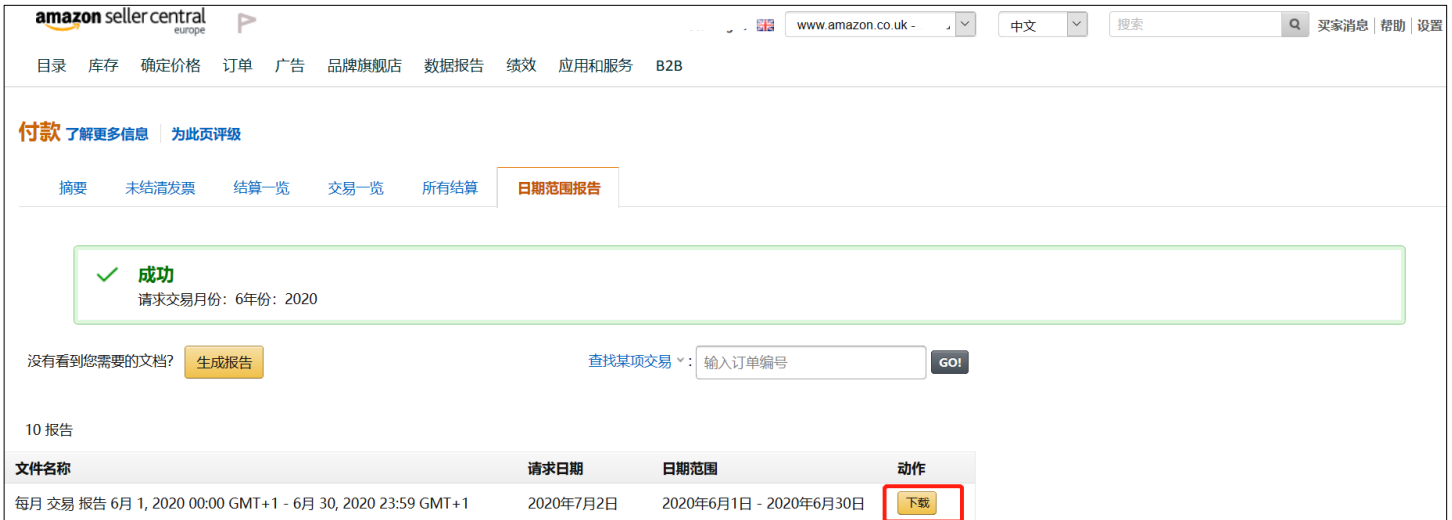 amazon seller central
europe
www.amazon.co.uk -
中文
搜索
买家消息 | 帮助 | 设置
目录 库存 确定价格 订单 广告 品牌旗舰店 数据报告 绩效 应用和服务 B2B
付款 了解更多信息 | 为此页评级
摘要 未结清发票 结算一览 交易一览 所有结算 日期范围报告
成功
请求交易月份：6年份：2020
没有看到您需要的文档? 生成报告 查找某项交易 : 输入订单编号 GO!
10 报告
文件名称 请求日期 日期范围 动作
每月 交易 报告 6月 1, 2020 00:00 GMT+1 - 6月 30, 2020 23:59 GMT+1 2020年7月2日 2020年6月1日 - 2020年6月30日 下载